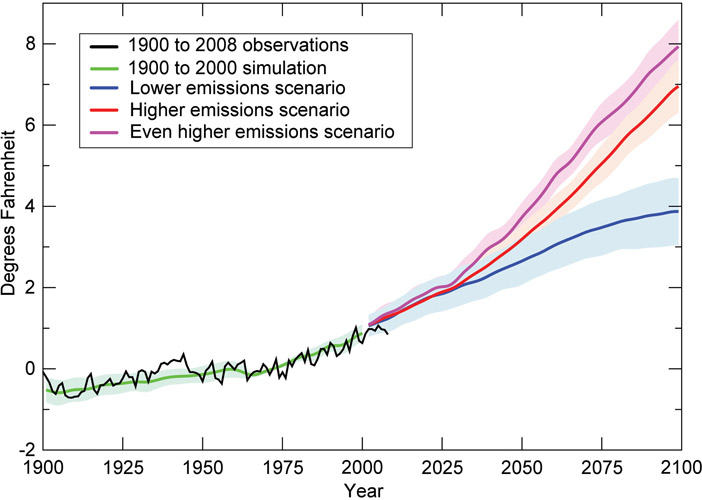 8
6
4
2
0
-2
Degrees Fahrenheit
1900 to 2008 observations
1900 to 2000 simulation
Lower emissions scenario
Higher emissions scenario
Even higher emissions scenario
1900 1925 1950 1975 2000 2025 2050 2075 2100
Year